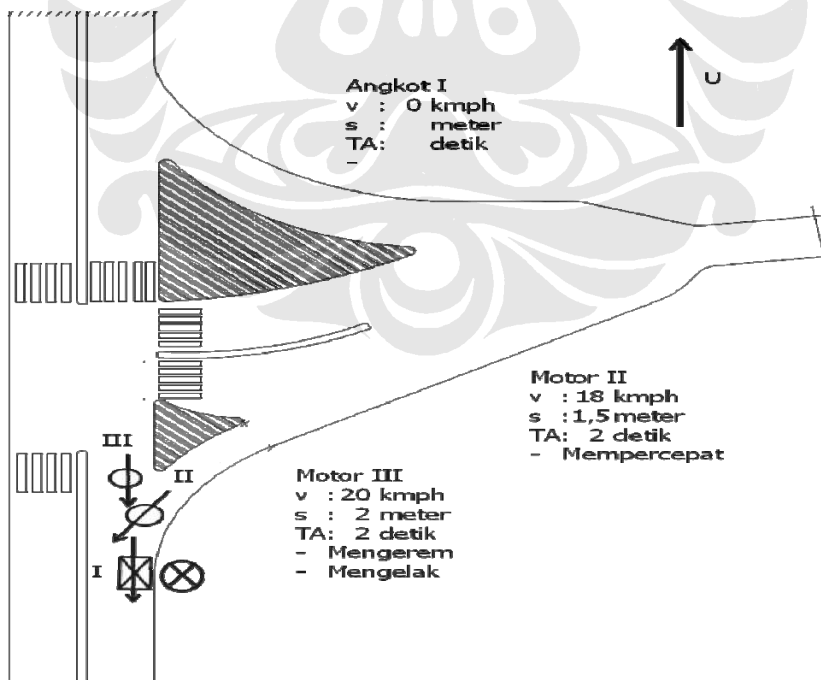 Angkot I
v : 0 kmph
s : meter
TA: detik
-
U
Motor II
v : 18 kmph
s : 1,5 meter
TA: 2 detik
- Mempercepat
III
II
I
Motor III
v : 20 kmph
s : 2 meter
TA: 2 detik
- Mengerem
- Mengelak